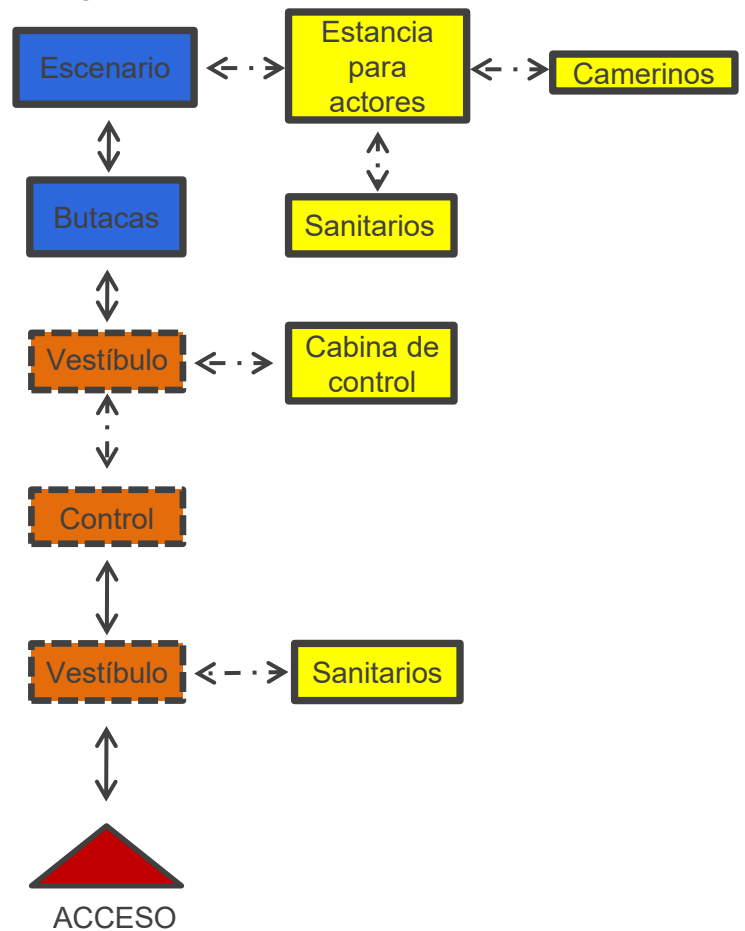 Escenario
Estancia
para
actores
Camerinos
Butacas
Sanitarios
Vestíbulo
Cabina de
control
Control
Vestíbulo
Sanitarios
ACCESO